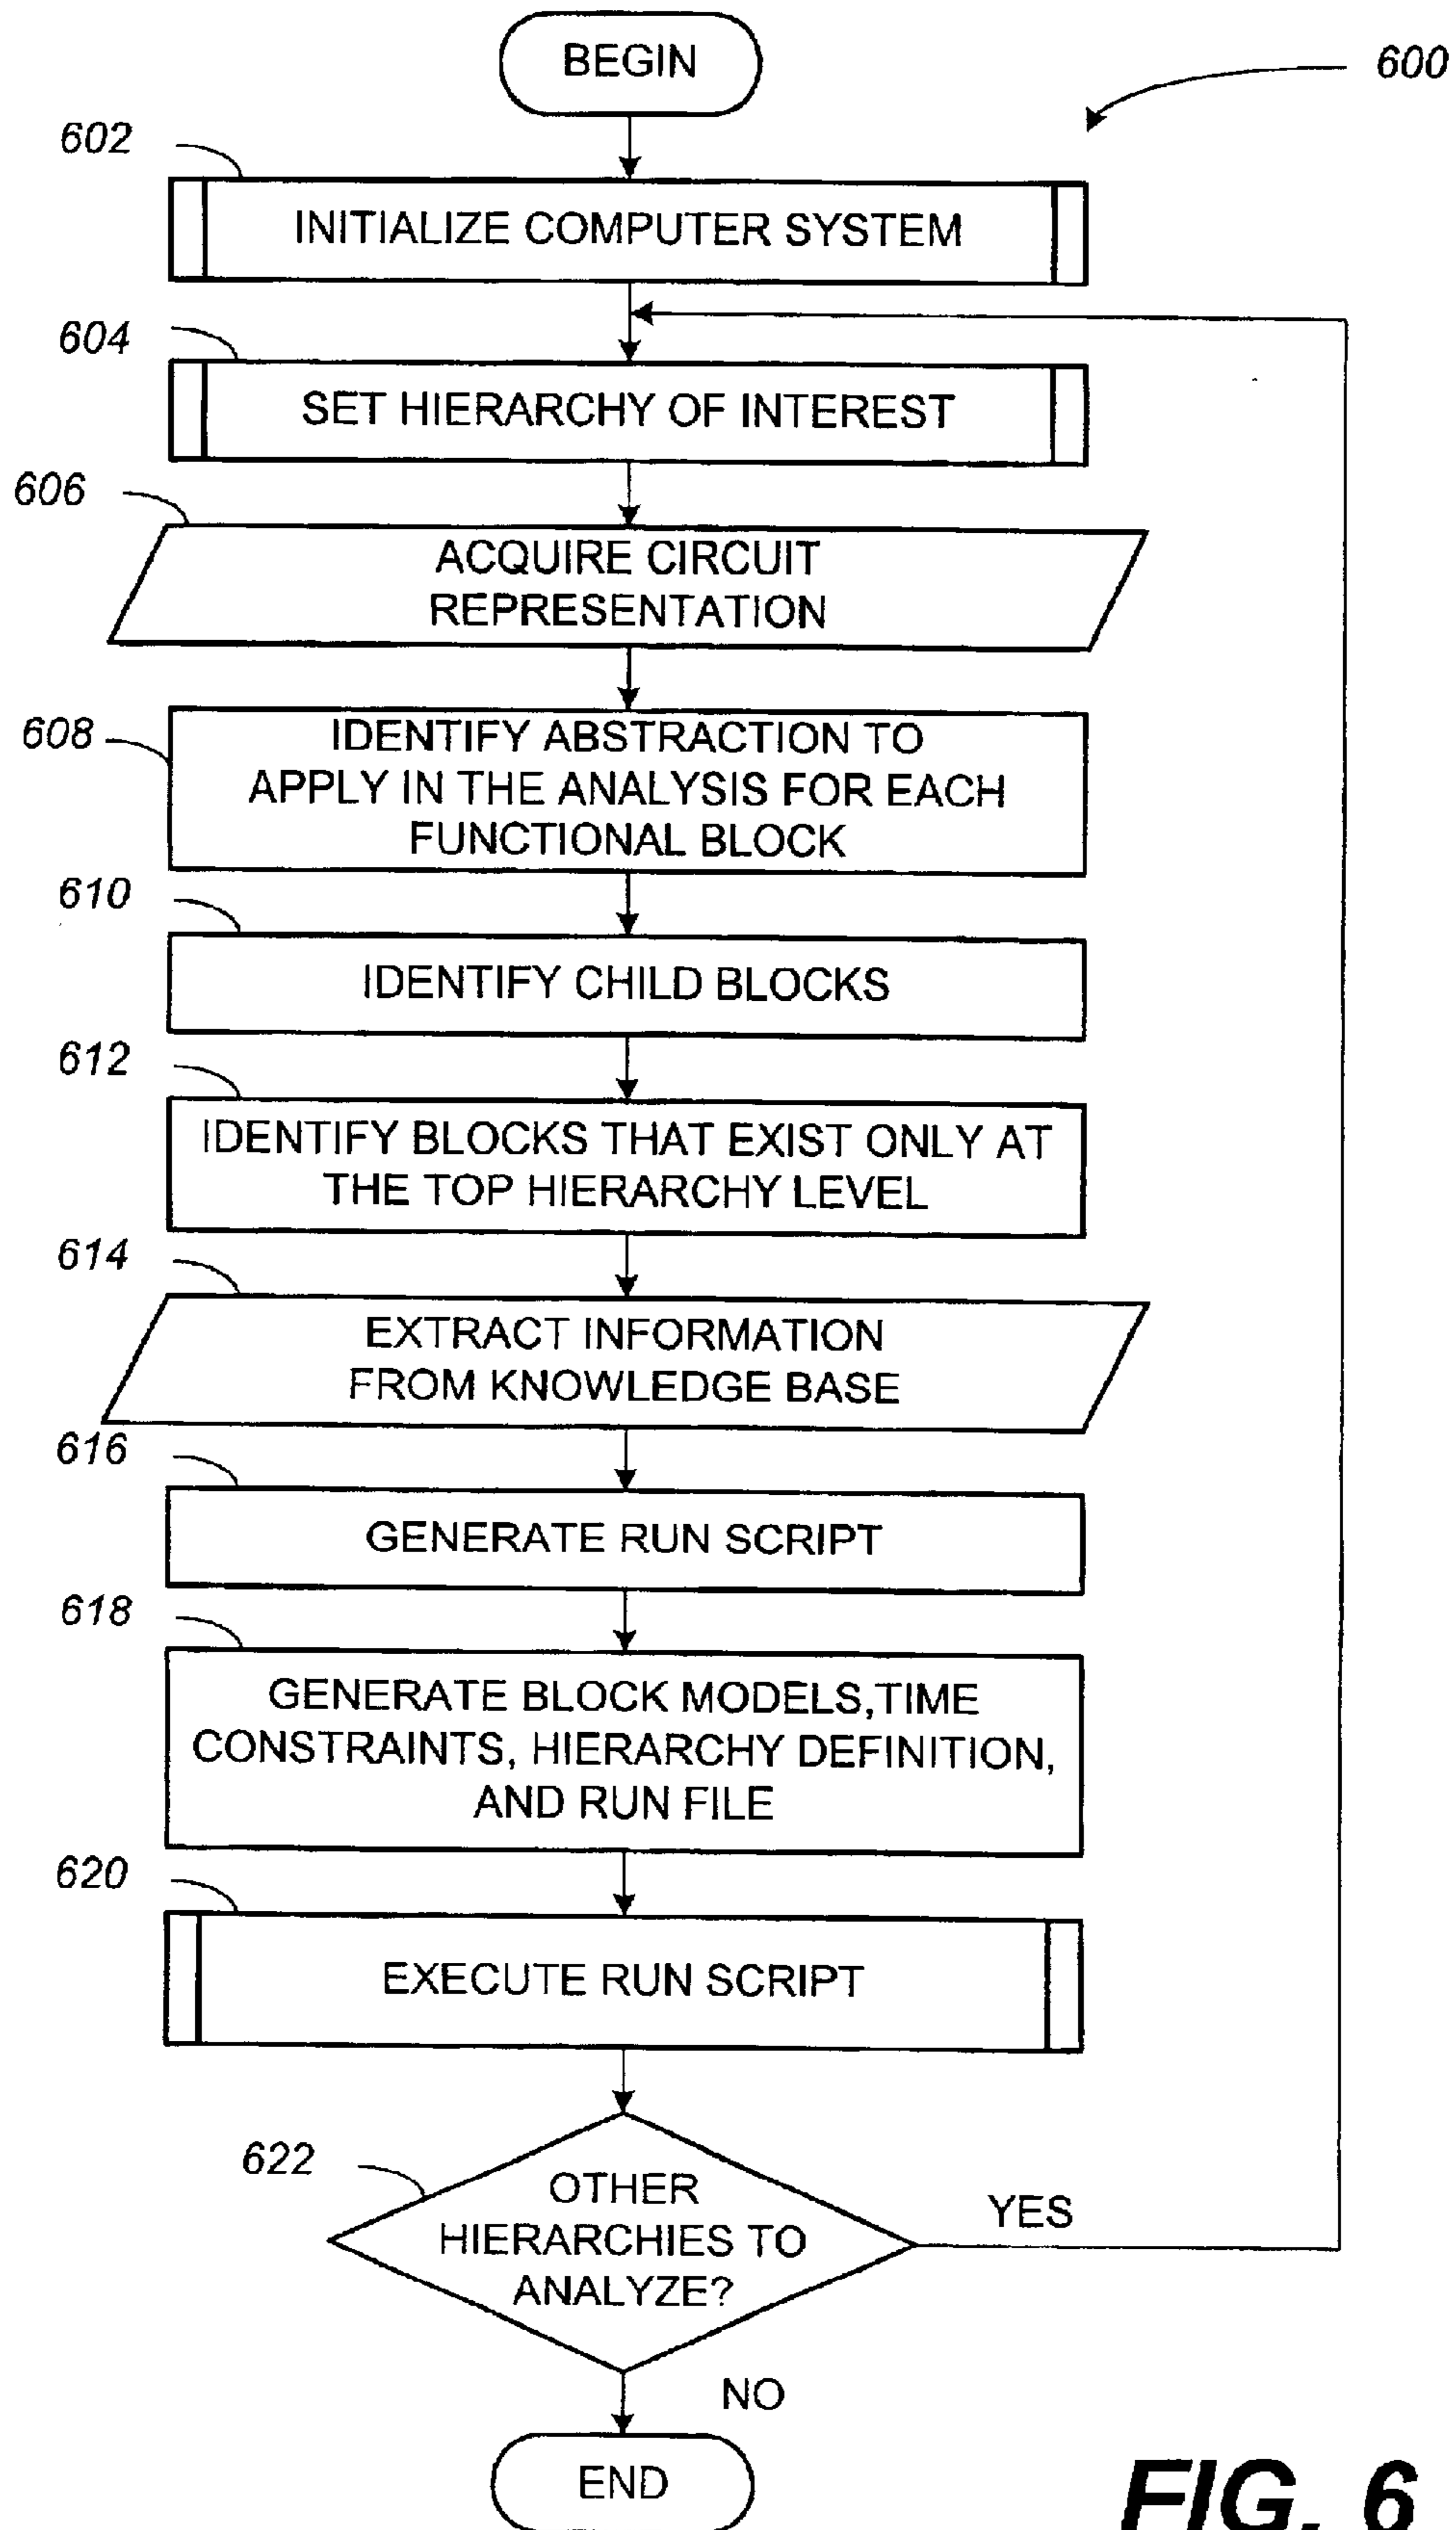 BEGIN
600
602
INITIALIZE COMPUTER SYSTEM
604
SET HIERARCHY OF INTEREST
606
ACQUIRE CIRCUIT
REPRESENTATION
608
IDENTIFY ABSTRACTION TO
APPLY IN THE ANALYSIS FOR EACH
FUNCTIONAL BLOCK
610
IDENTIFY CHILD BLOCKS
612
IDENTIFY BLOCKS THAT EXIST ONLY AT
THE TOP HIERARCHY LEVEL
614
EXTRACT INFORMATION
FROM KNOWLEDGE BASE
616
GENERATE RUN SCRIPT
618
GENERATE BLOCK MODELS,TIME
CONSTRAINTS, HIERARCHY DEFINITION,
AND RUN FILE
620
EXECUTE RUN SCRIPT
622
OTHER
HIERARCHIES TO
ANALYZE?
YES
NO
END
FIG. 6